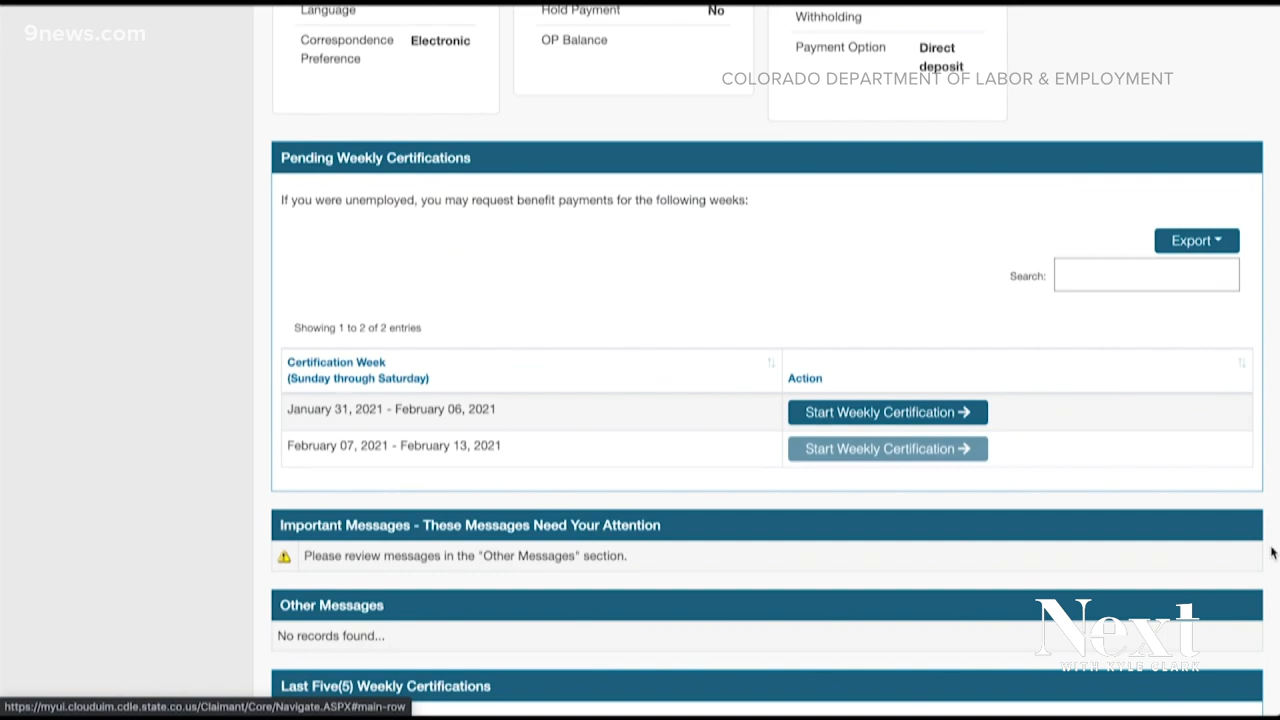 9news.com
Language
Correspondence Preference
Electronic
Hold Payment
No
OP Balance
Withholding
Payment Option
Direct deposit
COLORADO DEPARTMENT OF LABOR & EMPLOYMENT
Pending Weekly Certifications
If you were unemployed, you may request benefit payments for the following weeks:
Export
Search:
Showing 1 to 2 of 2 entries
Certification Week
(Sunday through Saturday)
Action
January 31, 2021 - February 06, 2021
Start Weekly Certification →
February 07, 2021 - February 13, 2021
Start Weekly Certification →
Important Messages - These Messages Need Your Attention
Please review messages in the "Other Messages" section.
Other Messages
No records found...
Next
WITH KYLE CLARK
Last Five(5) Weekly Certifications
https://myui.clouduim.cdle.state.co.us/Claimant/Core/Navigate.ASPX#main-row